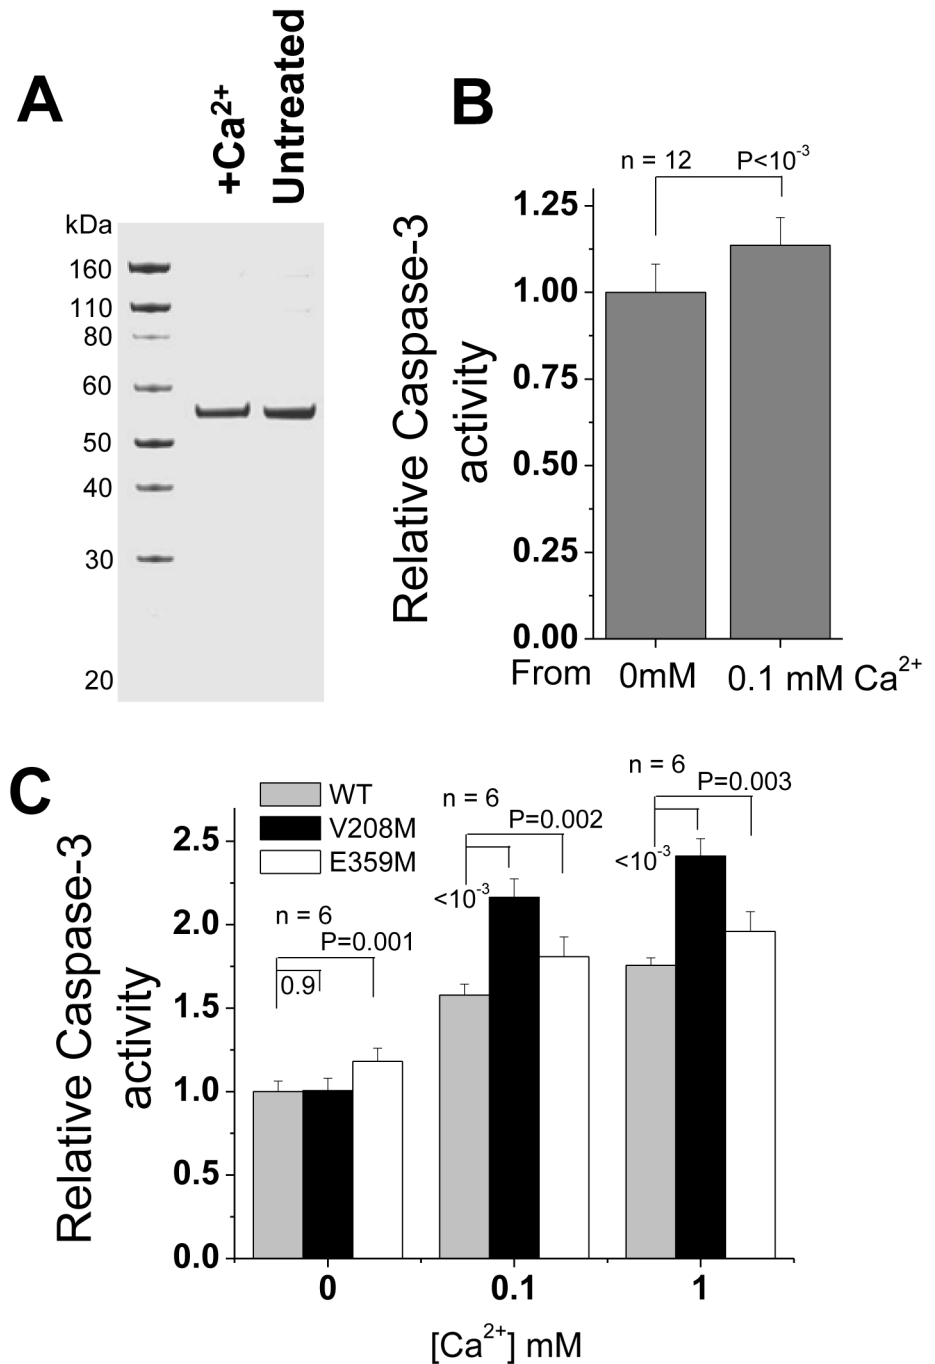 A
+Ca2+
Untreated
kDa
160
110
80
60
50
40
30
20
B
n = 12
P<10-3
Relative Caspase-3
activity
1.25
1.00
0.75
0.50
0.25
0.00
From 0mM 0.1 mM Ca2+
C
WT
V208M
E359M
n = 6
P=0.001
0.9
n = 6
P=0.002
<10-3
n = 6
P=0.003
<10-3
Relative Caspase-3
activity
2.5
2.0
1.5
1.0
0.5
0.0
0 0.1 1
[Ca2+] mM